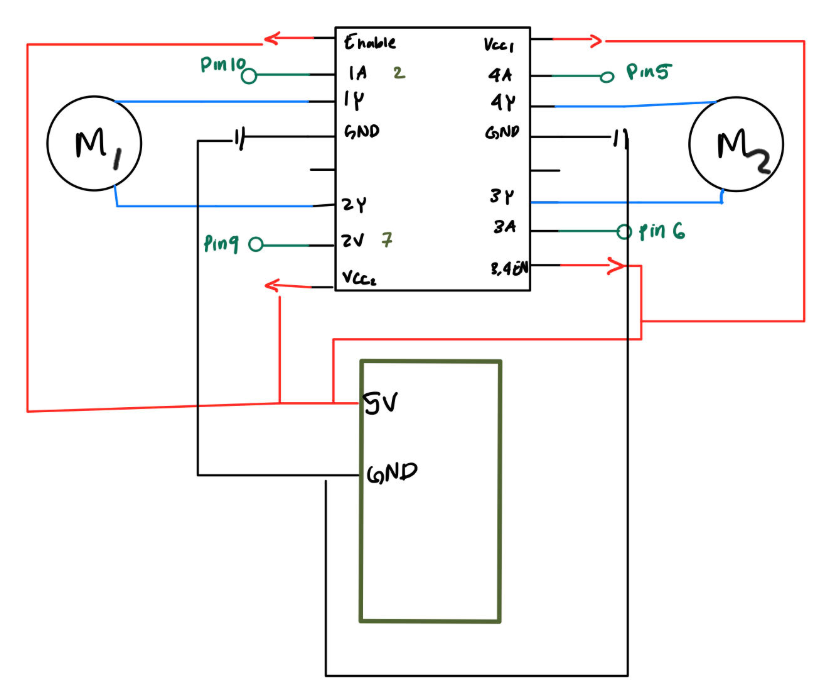 Enable
Vcc1
Pin10
1A 2
4A
Pin5
1Y
4Y
M1
GND
GND
M2
2Y
3Y
Pin9
2V 7
3A
pin 6
VCC2
3,4EN
5V
GND